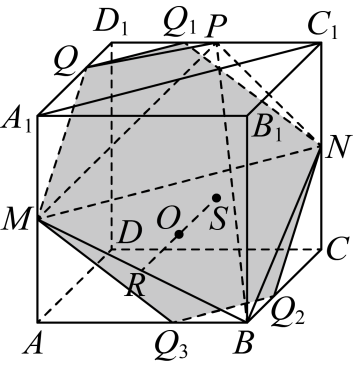 D₁ Q₁ P C₁
Q
A₁ B₁
N
M
O S
D C
R
Q₂
A Q₃ B